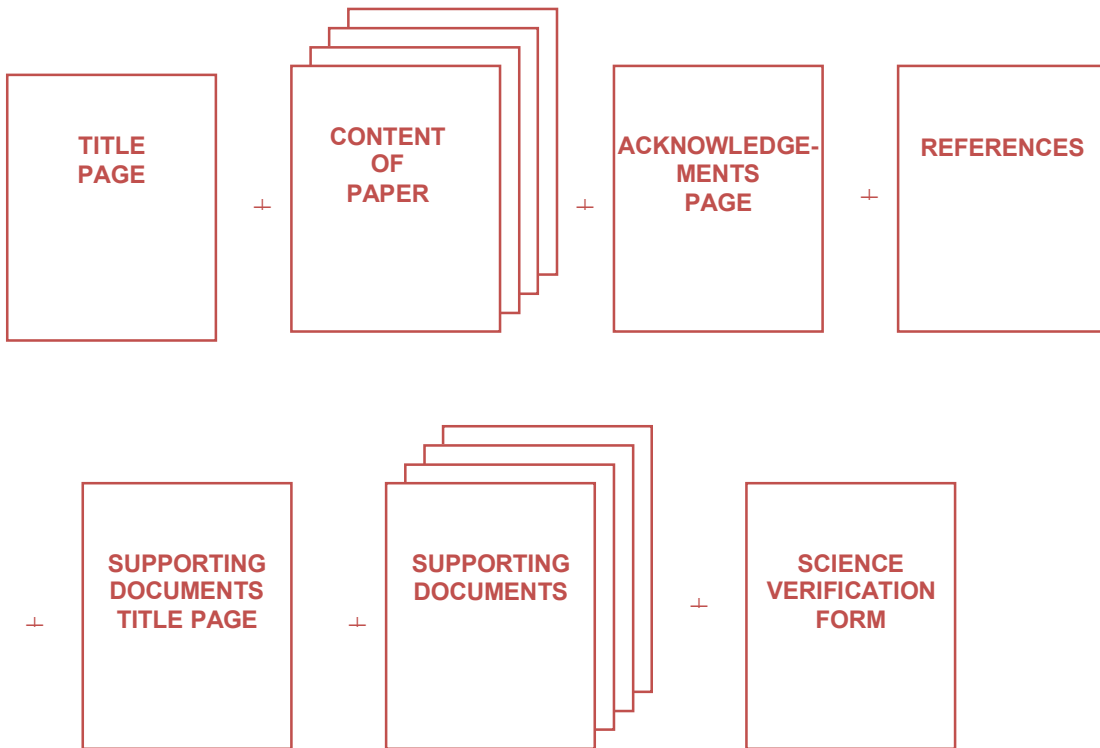 TITLE
PAGE
+
CONTENT
OF
PAPER
+
ACKNOWLEDGE-
MENTS
PAGE
+
REFERENCES
+
SUPPORTING
DOCUMENTS
TITLE PAGE
+
SUPPORTING
DOCUMENTS
+
SCIENCE
VERIFICATION
FORM